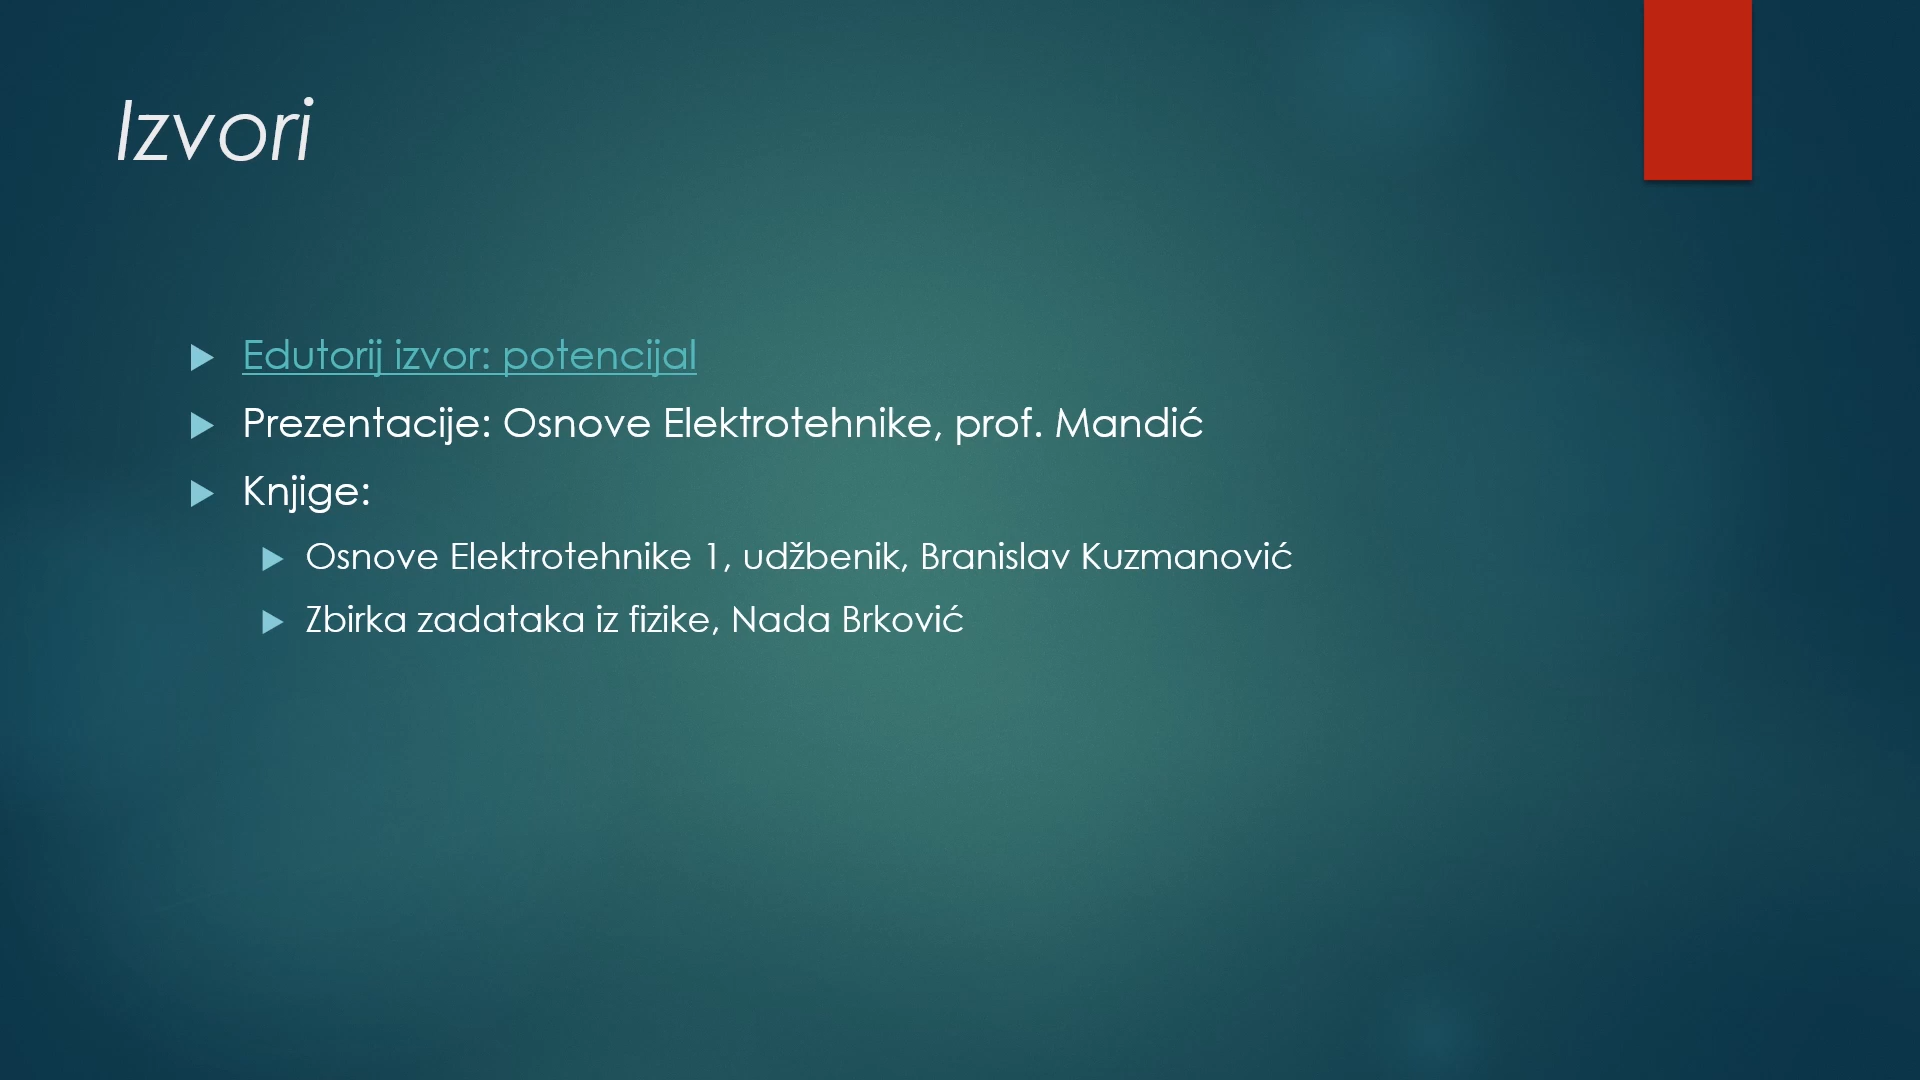 Izvori
Edutorij izvor: potencijal
Prezentacije: Osnove Elektrotehnike, prof. Mandić
Knjige:
Osnove Elektrotehnike 1, udžbenik, Branislav Kuzmanović
Zbirka zadataka iz fizike, Nada Brković